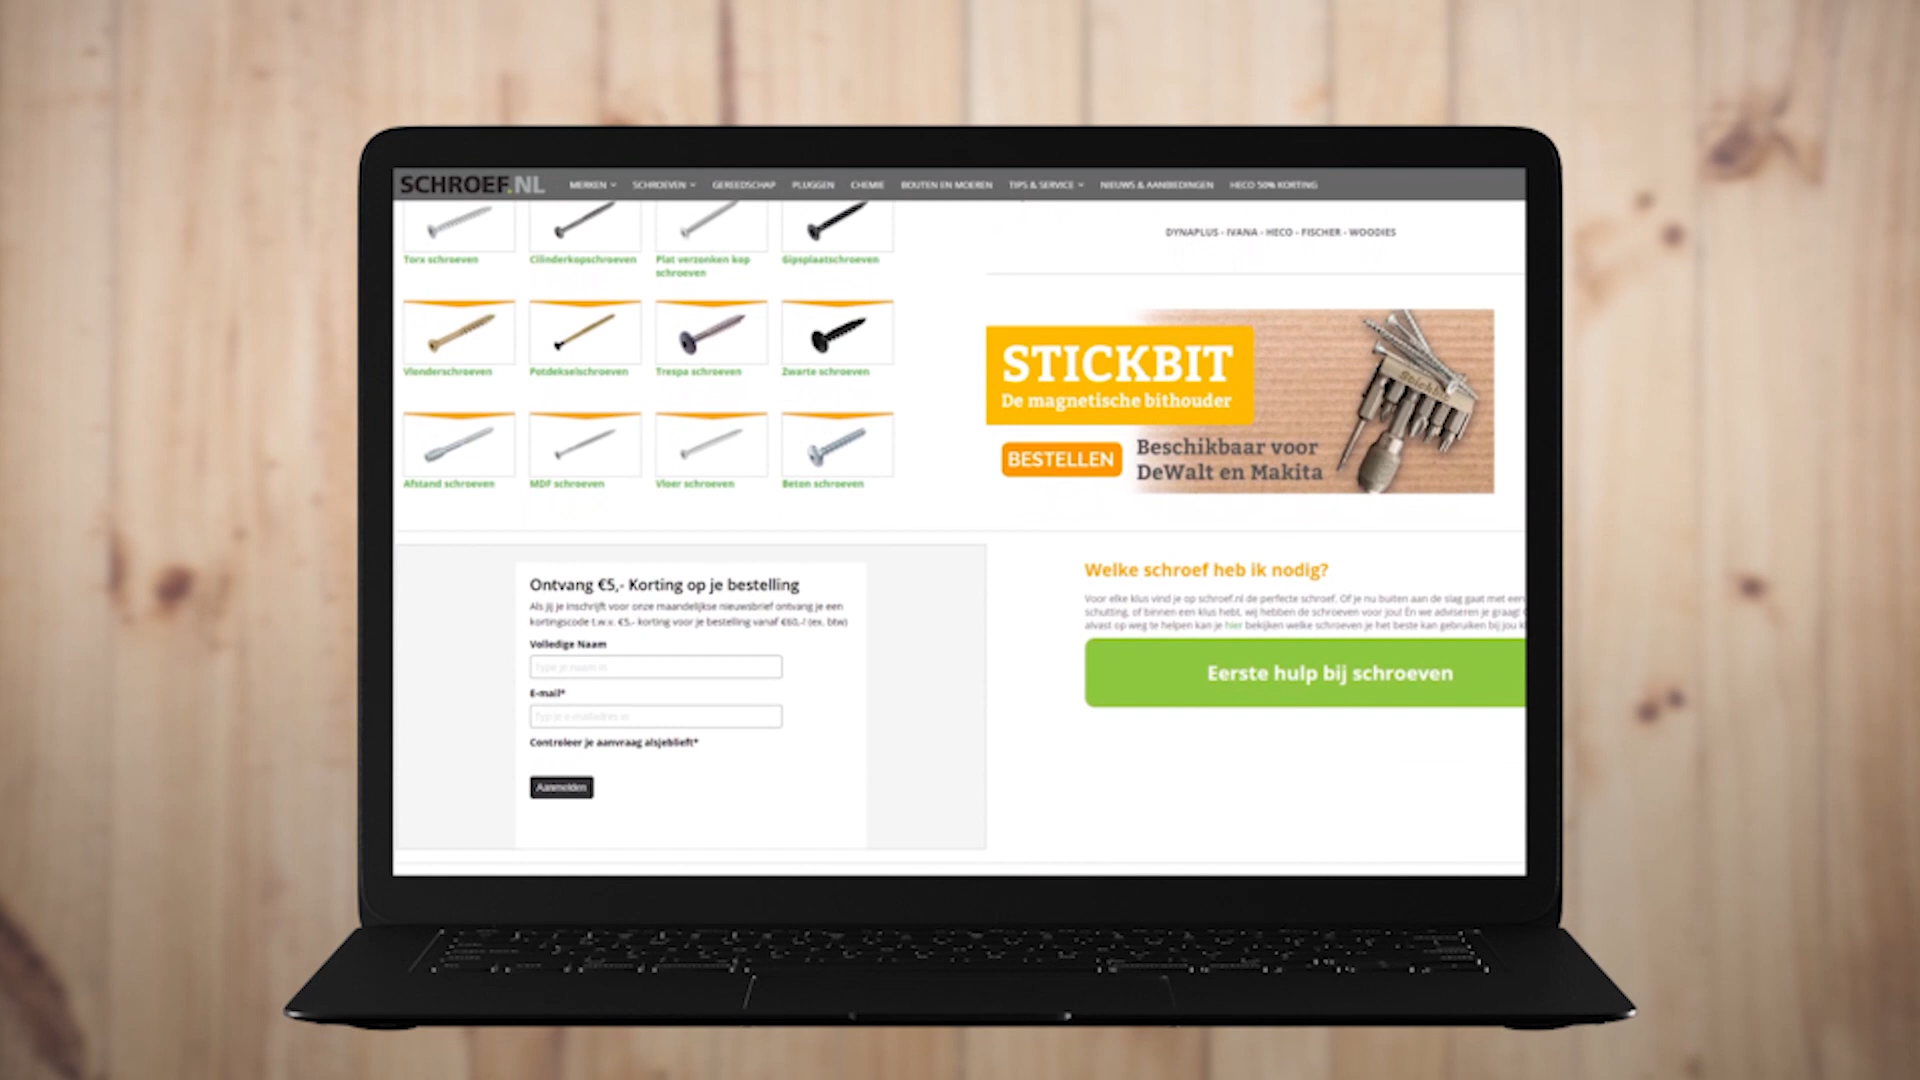 SCHROEF.NL
MERKEN
SCHROEVEN
GEREEDSCHAP
PLUGGEN
CHEMIE
BOUTEN EN MOEREN
TIPS & SERVICE
NIEUWS & AANBIEDINGEN
HECO 50% KORTING
Torx schroeven
Cilinderkopschroeven
Plat verzonken kop
schroeven
Gipsplaatschroeven
Vlonderschroeven
Potdekselschroeven
Trespa schroeven
Zwarte schroeven
Afstand schroeven
MDF schroeven
Vloer schroeven
Beton schroeven
DYNAPLUS - IVANA - HECO - FISCHER - WOODIES
STICKBIT
De magnetische bithouder
BESTELLEN
Beschikbaar voor
DeWalt en Makita
Ontvang €5,- Korting op je bestelling
Als jij je inschrijft voor onze maandelijkse nieuwsbrief ontvang je een
kortingscode t.w.v. €5,- korting voor je bestelling vanaf €60,-! (ex. btw)
Volledige Naam
Type je naam in
E-mail*
Typ je e-mailadres in
Controleer je aanvraag alsjeblieft*
Aanmelden
Welke schroef heb ik nodig?
Voor elke klus vind je op schroef.nl de perfecte schroef. Of je nu buiten aan de slag gaat met een
schutting, of binnen een klus hebt, wij hebben de schroeven voor jou! En we adviseren je graag!
alvast op weg te helpen kan je hier bekijken welke schroeven je het beste kan gebruiken bij jou
Eerste hulp bij schroeven